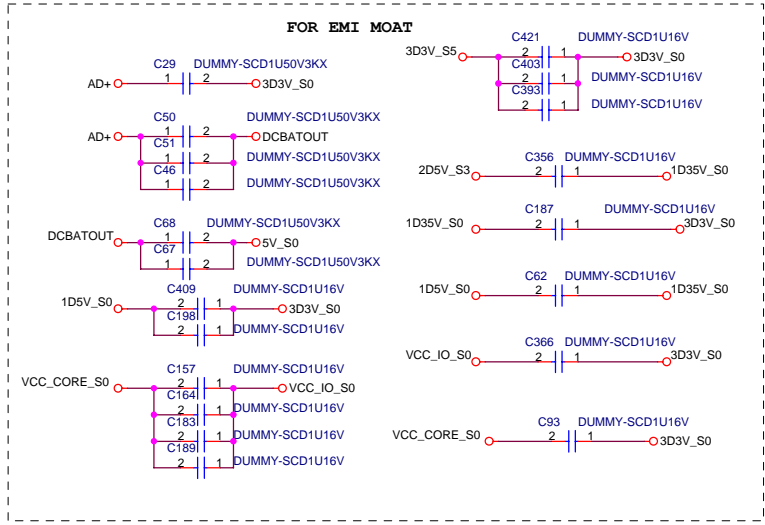 FOR EMI MOAT
C29 DUMMY-SCD1U50V3KX
AD+ 1 2 3D3V_S0
C50 DUMMY-SCD1U50V3KX
AD+ 1 2 DCBATOUT
C51 DUMMY-SCD1U50V3KX
1 2
C46 DUMMY-SCD1U50V3KX
1 2
C68 DUMMY-SCD1U50V3KX
DCBATOUT 1 2 5V_S0
C67
1 2 DUMMY-SCD1U50V3KX
C409 DUMMY-SCD1U16V
1D5V_S0 2 1 3D3V_S0
C198
2 1 DUMMY-SCD1U16V
C157 DUMMY-SCD1U16V
VCC_CORE_S0 2 1 VCC_IO_S0
C164
2 1 DUMMY-SCD1U16V
C183
2 1 DUMMY-SCD1U16V
C189
2 1 DUMMY-SCD1U16V
C421 DUMMY-SCD1U16V
3D3V_S5 2 1 3D3V_S0
C403
2 1 DUMMY-SCD1U16V
C393
2 1 DUMMY-SCD1U16V
C356 DUMMY-SCD1U16V
2D5V_S3 2 1 1D35V_S0
C187 DUMMY-SCD1U16V
1D35V_S0 2 1 3D3V_S0
C62 DUMMY-SCD1U16V
1D5V_S0 2 1 1D35V_S0
C366 DUMMY-SCD1U16V
VCC_IO_S0 2 1 3D3V_S0
C93 DUMMY-SCD1U16V
VCC_CORE_S0 2 1 3D3V_S0